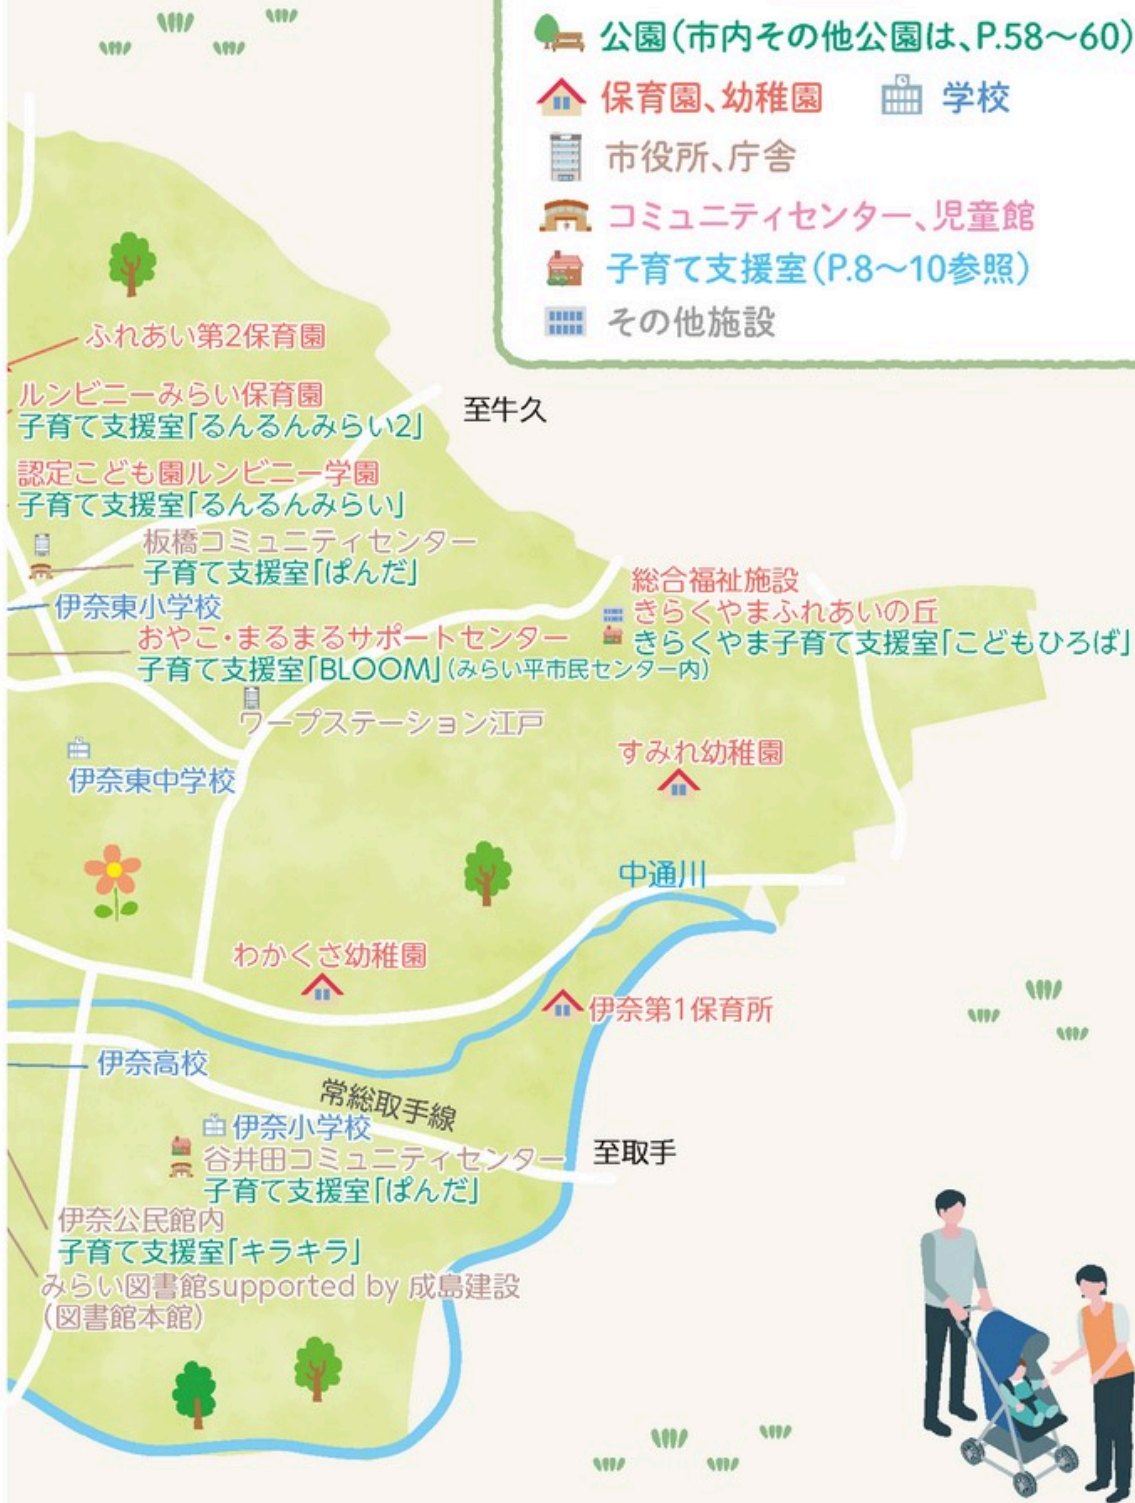 公園(市内その他公園は、P.58～60)
保育園、幼稚園
学校
市役所、庁舎
コミュニティセンター、児童館
子育て支援室(P.8～10参照)
その他施設
ふれあい第2保育園
ルンビニーみらい保育園
子育て支援室「るんるんみらい2」
至牛久
認定こども園ルンビニー学園
子育て支援室「るんるんみらい」
板橋コミュニティセンター
子育て支援室「ぱんだ」
伊奈東小学校
総合福祉施設
きらくやまふれあいの丘
きらくやま子育て支援室「こどもひろば」
おやこ・まるまるサポートセンター
子育て支援室「BLOOM」(みらい平市民センター内)
ワープステーション江戸
伊奈東中学校
すみれ幼稚園
中通川
わかくさ幼稚園
伊奈第1保育所
伊奈高校
常総取手線
伊奈小学校
谷井田コミュニティセンター
子育て支援室「ぱんだ」
至取手
伊奈公民館内
子育て支援室「キラキラ」
みらい図書館supported by 成島建設
(図書館本館)